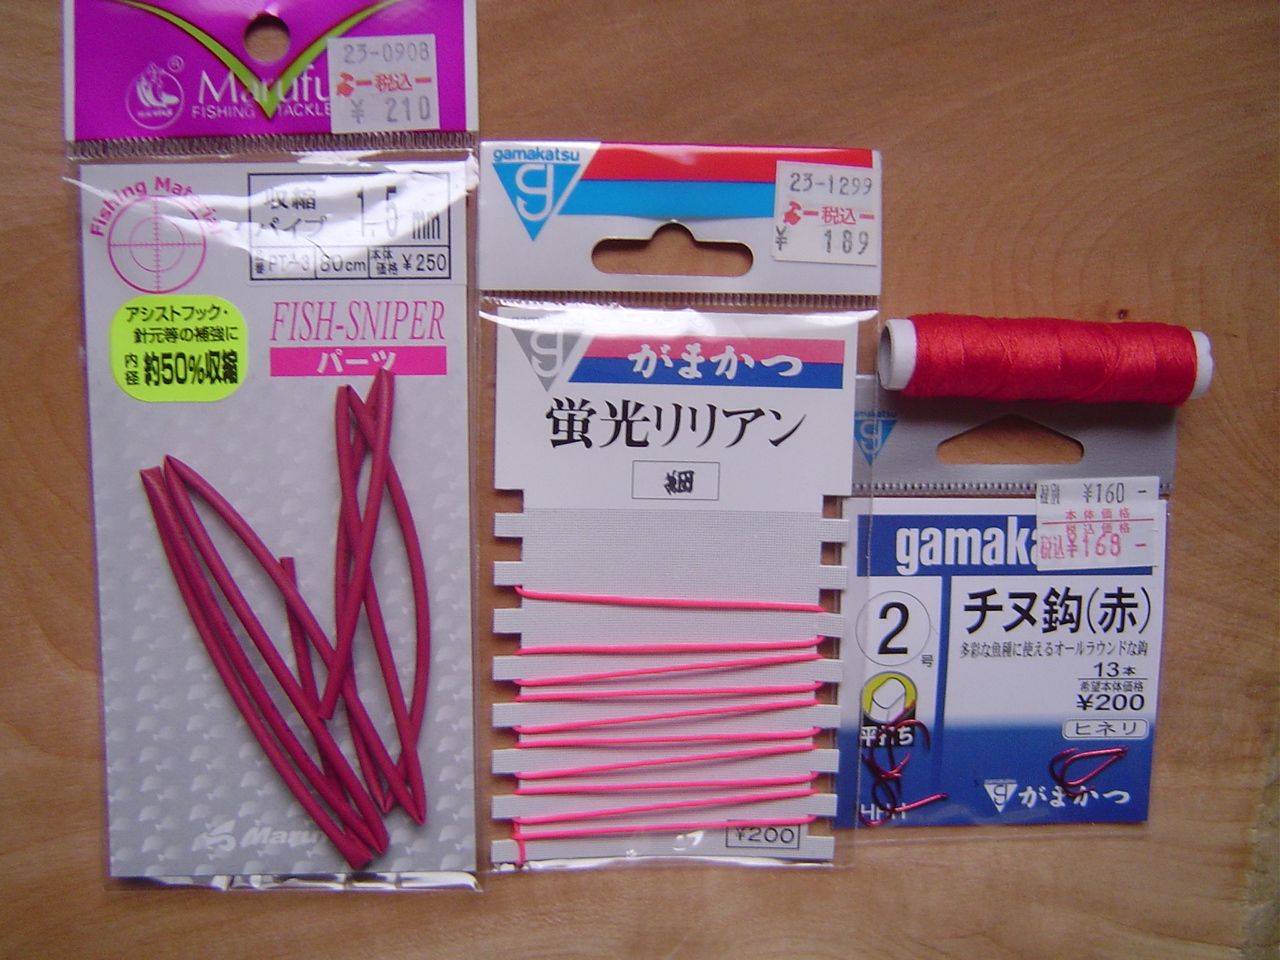 Marufu
FISHING TACKLE
23-0908
税込
¥ 210
Fishing Material
収縮
パイプ
1.5 mm
80cm
本体
価格
¥250
アシストフック・
針元等の補強に
内径
約50%収縮
FISH-SNIPER
パーツ
Maru
gamakatsu
g
23-1299
税込
¥ 189
がまかつ
蛍光リリアン
細
¥200
gamakatsu
¥160-
本体価格
税込価格
税込¥168-
gamaka
2号
チヌ鈎(赤)
多彩な魚種に使えるオールラウンドな鈎
13本
希望本体価格
¥200
ヒネリ
平打ち
がまかつ